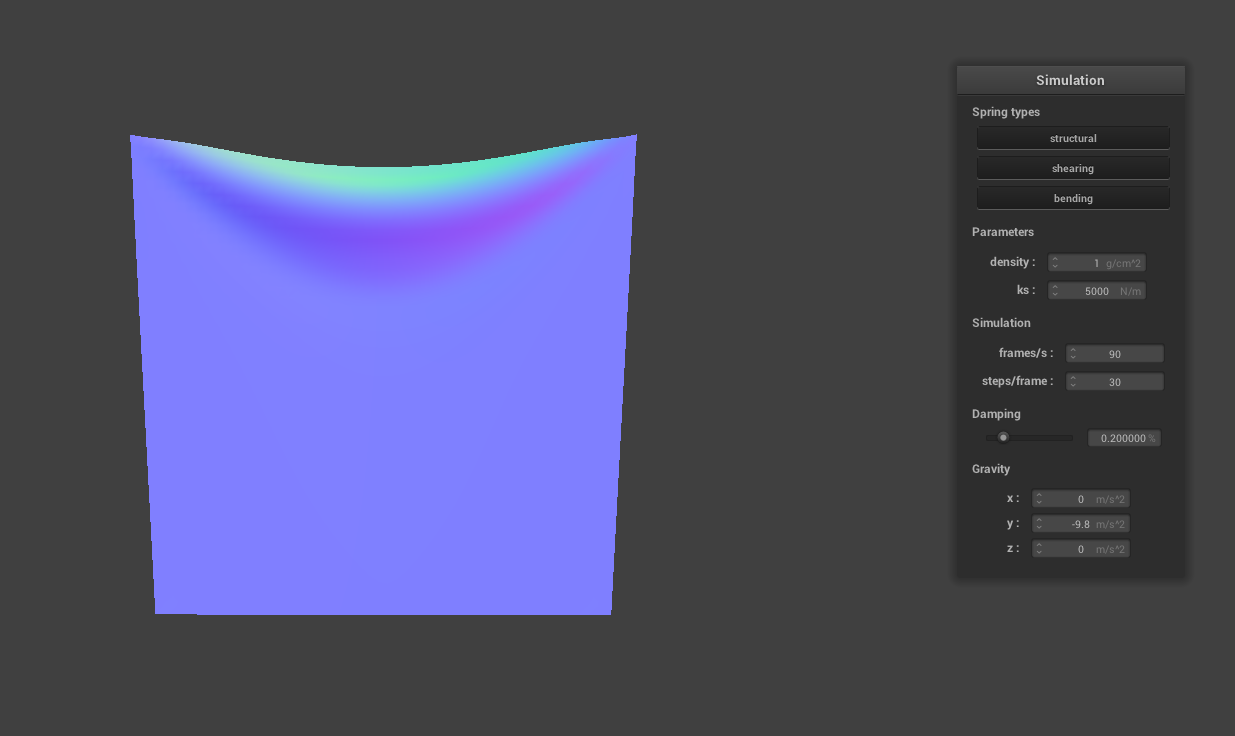 Simulation
Spring types
structural
shearing
bending
Parameters
density : 1 g/cm^2
ks : 5000 N/m
Simulation
frames/s : 90
steps/frame : 30
Damping
0.200000 %
Gravity
x : 0 m/s^2
y : -9.8 m/s^2
z : 0 m/s^2